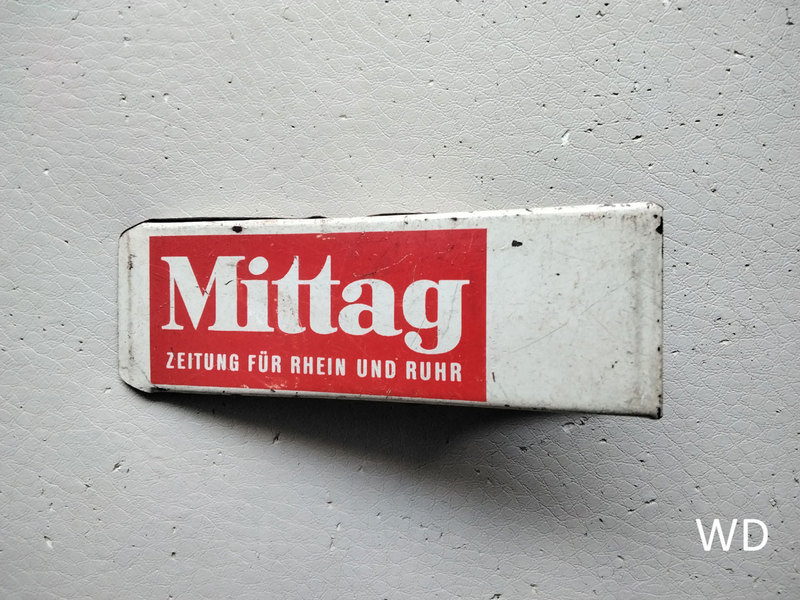 Mittag
ZEITUNG FÜR RHEIN UND RUHR
WD